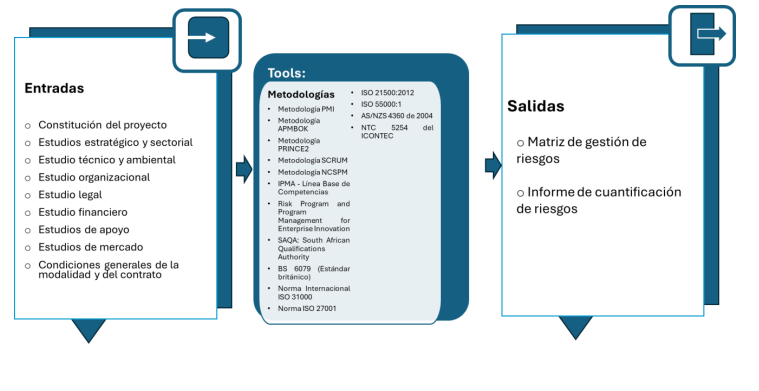 Entradas
o Constitución del proyecto
o Estudios estratégico y sectorial
o Estudio técnico y ambiental
o Estudio organizacional
o Estudio legal
o Estudio financiero
o Estudios de apoyo
o Estudios de mercado
o Condiciones generales de la
modalidad y del contrato
Tools:
Metodologías
• Metodología PMI
• Metodología
APMBOK
• Metodología
PRINCE2
• Metodología SCRUM
• Metodología NCSPM
• IPMA - Línea Base de
Competencias
• Risk Program and
Program
Management for
Enterprise Innovation
• SAQA: South African
Qualifications
Authority
• BS 6079 (Estándar
británico)
• Norma Internacional
ISO 31000
• Norma ISO 27001
• ISO 21500:2012
• ISO 55000:1
• AS/NZS 4360 de 2004
• NTC 5254 del
ICONTEC
Salidas
o Matriz de gestión de
riesgos
o Informe de cuantificación
de riesgos